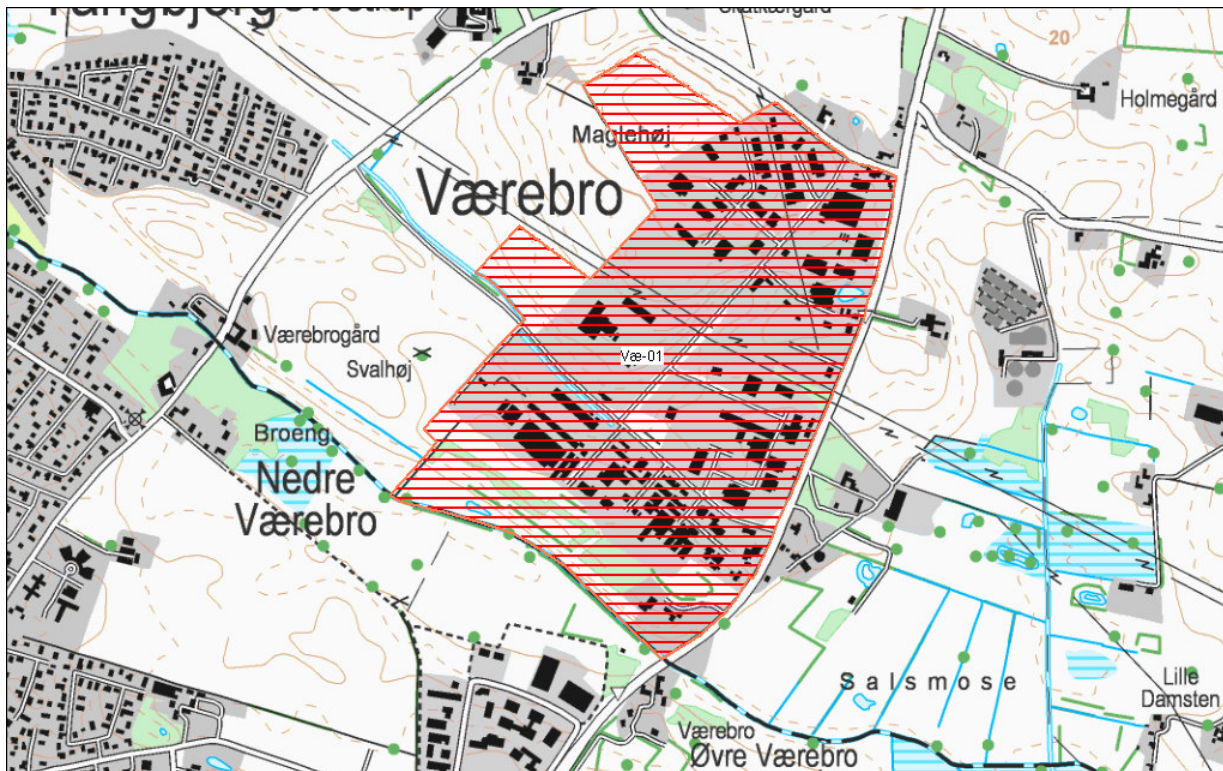 20
Holmegård
Maglehøj
Værebro
Værebrogård
Svalhøj
Væ-01
Broeng
Nedre
Værebro
Salsmose
Lille
Damsten
Værebro
Øvre Værebro